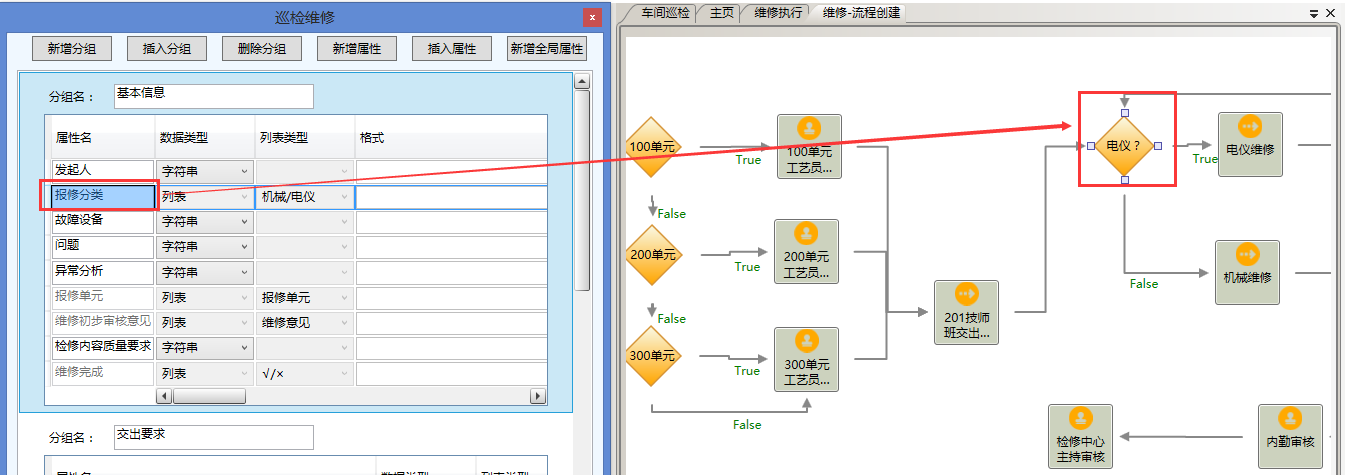 巡检维修
x
新增分组 插入分组 删除分组 新增属性 插入属性 新增全局属性
分组名： 基本信息
属性名 数据类型 列表类型 格式
发起人 字符串
报修分类 列表 机械/电仪
故障设备 字符串
问题 字符串
异常分析 字符串
报修单元 列表 报修单元
维修初步审核意见 列表 维修意见
检修内容质量要求 字符串
维修完成 列表 √/×
分组名： 交出要求
车间巡检 主页 维修执行 维修-流程创建
100单元
True
100单元
工艺员...
False
200单元
True
200单元
工艺员...
False
300单元
True
300单元
工艺员...
False
201技师
班交出...
电仪？
True
电仪维修
False
机械维修
检修中心
主持审核
内勤审核